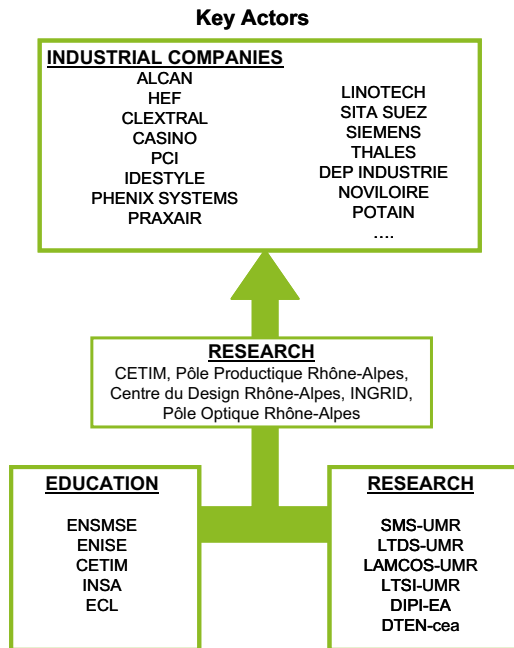 Key Actors
INDUSTRIAL COMPANIES
ALCAN
HEF
CLEXTRAL
CASINO
PCI
IDESTYLE
PHENIX SYSTEMS
PRAXAIR
LINOTECH
SITA SUEZ
SIEMENS
THALES
DEP INDUSTRIE
NOVILOIRE
POTAIN
....
RESEARCH
CETIM, Pôle Productique Rhône-Alpes,
Centre du Design Rhône-Alpes, INGRID,
Pôle Optique Rhône-Alpes
EDUCATION
ENSMSE
ENISE
CETIM
INSA
ECL
RESEARCH
SMS-UMR
LTDS-UMR
LAMCOS-UMR
LTSI-UMR
DIPI-EA
DTEN-cea